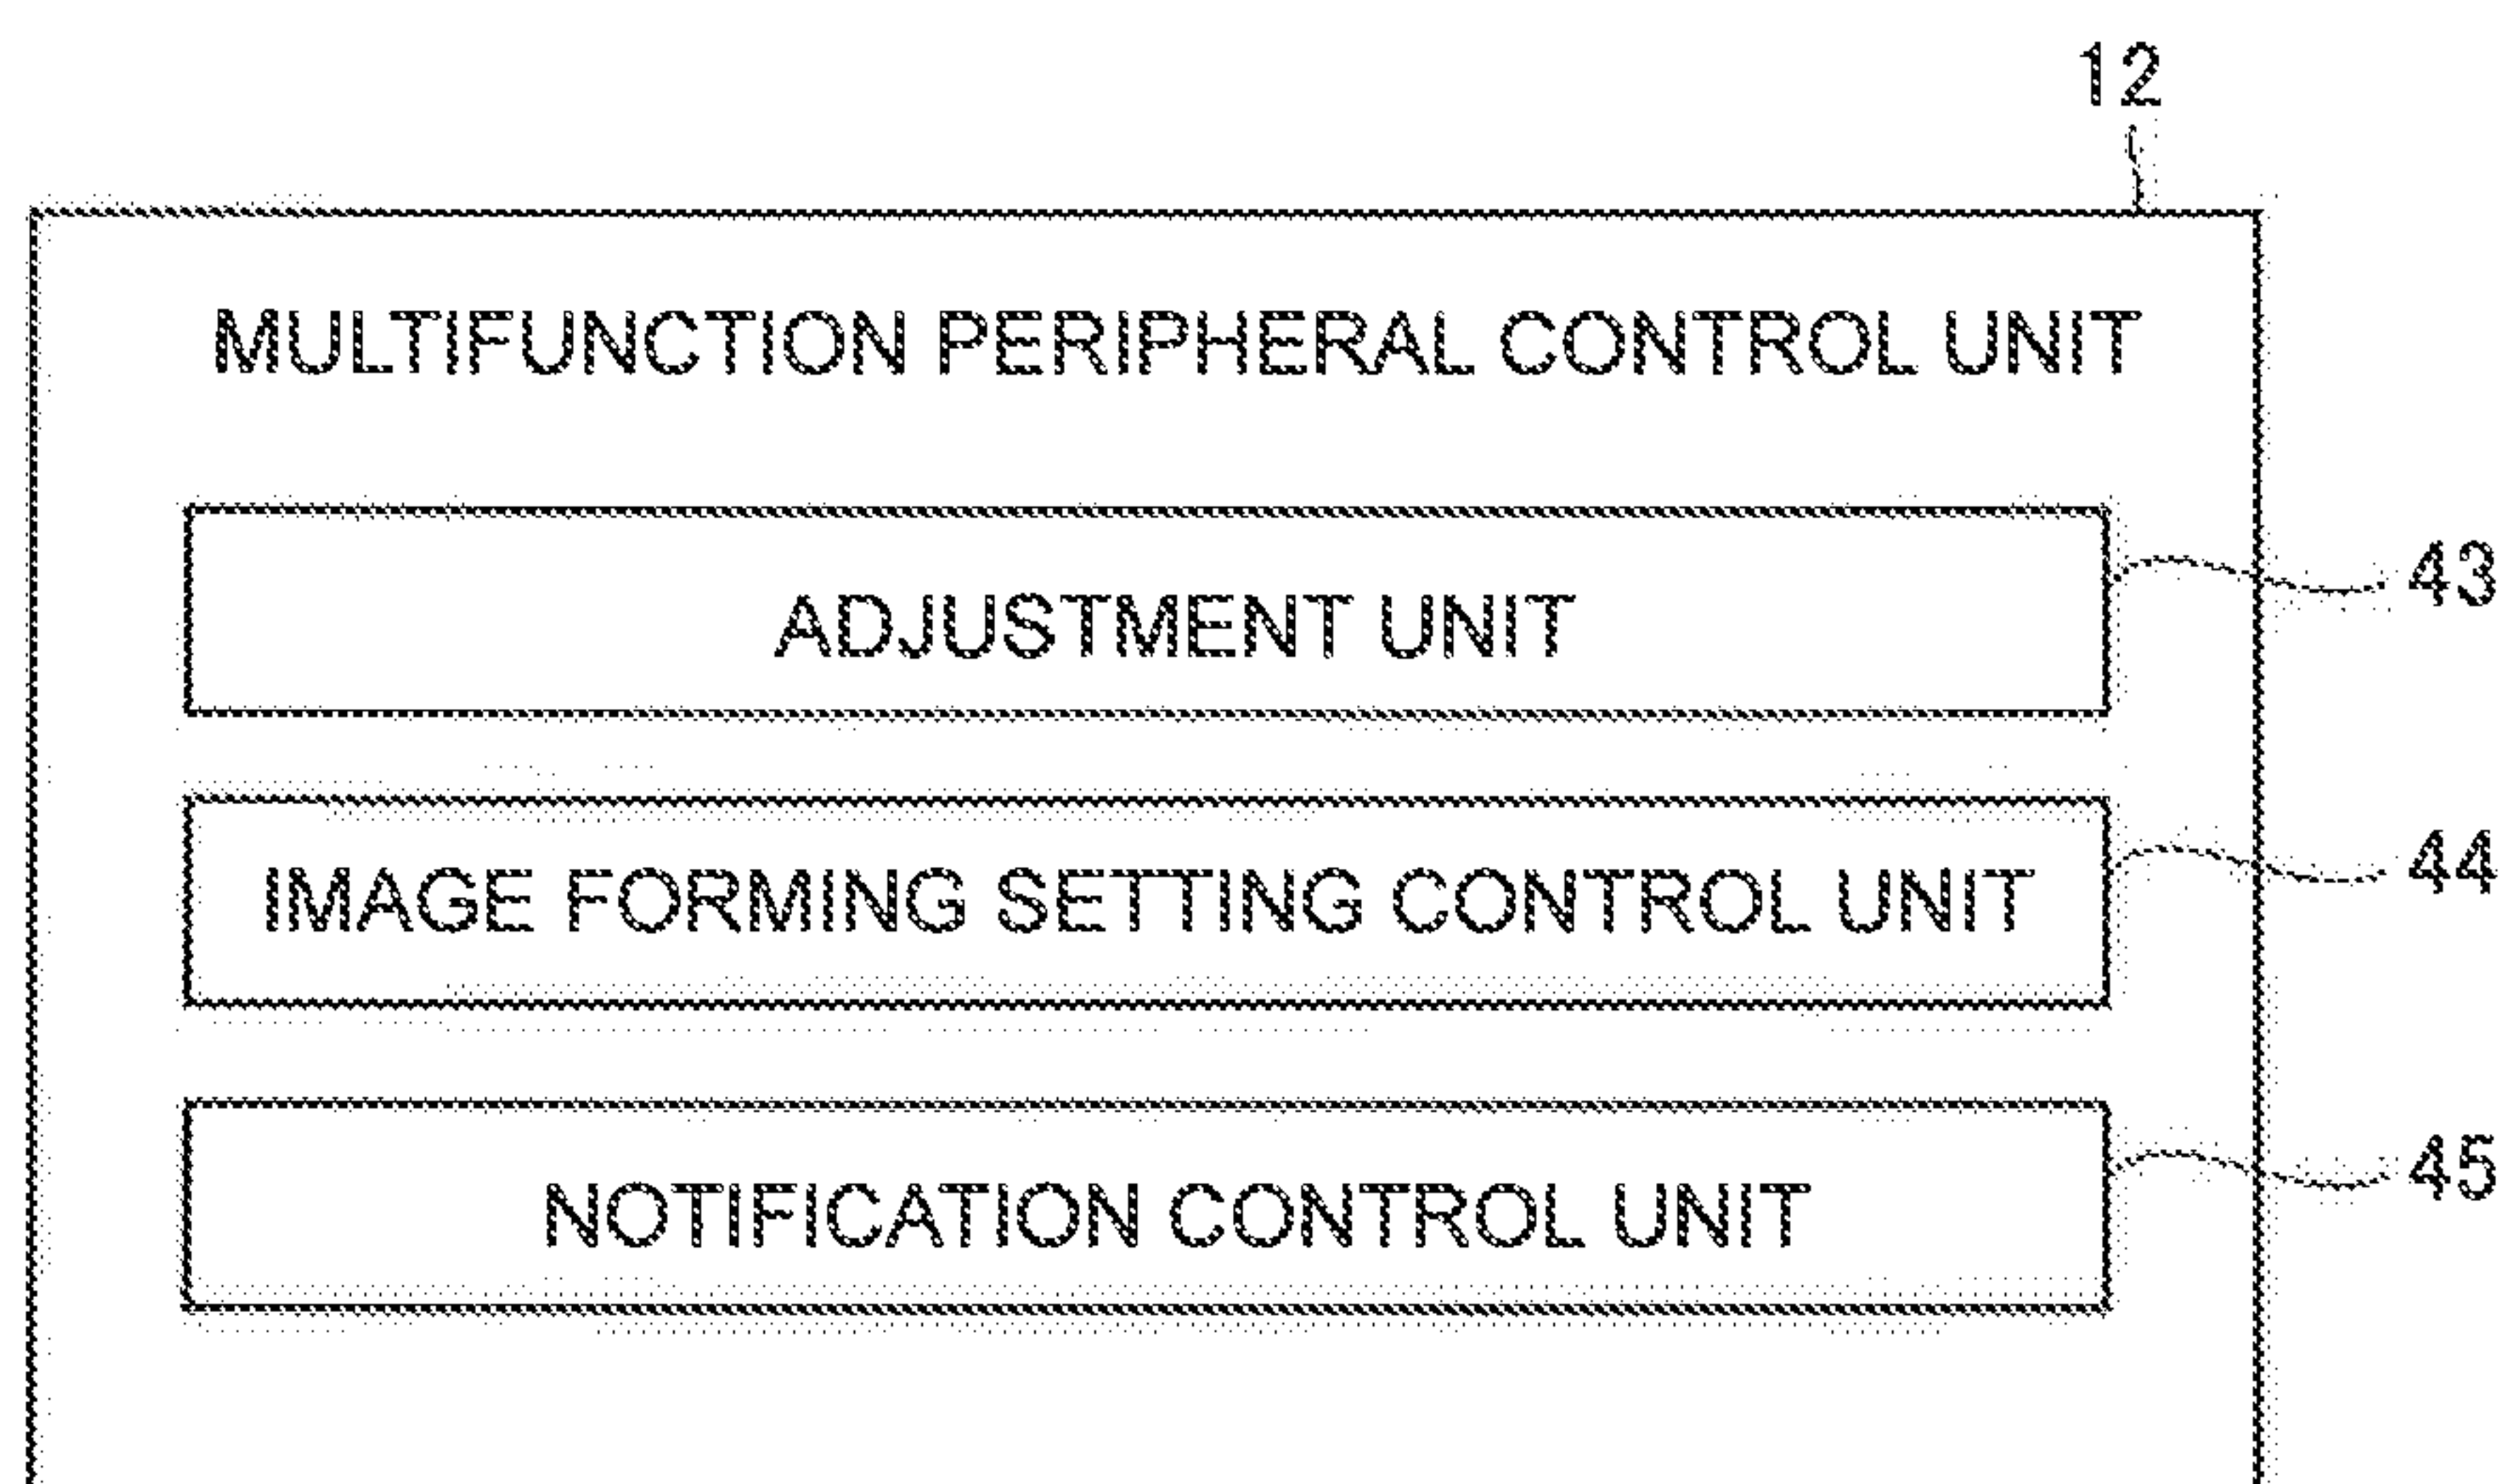 12
MULTIFUNCTION PERIPHERAL CONTROL UNIT
ADJUSTMENT UNIT
43
IMAGE FORMING SETTING CONTROL UNIT
44
NOTIFICATION CONTROL UNIT
45